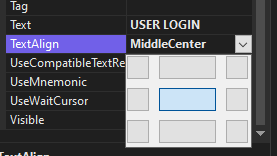 Tag
Text USER LOGIN
TextAlign MiddleCenter
UseCompatibleTextRe
UseMnemonic
UseWaitCursor
Visible
TextAlign